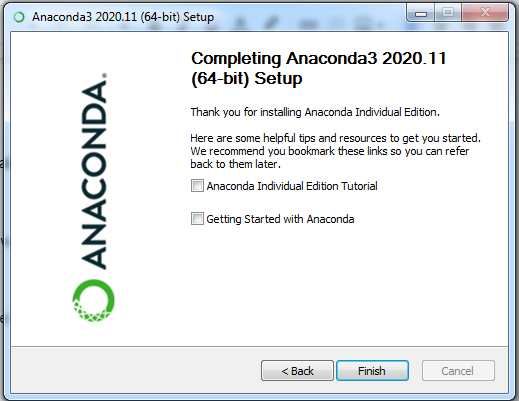 Anaconda3 2020.11 (64-bit) Setup
ANACONDA.
Completing Anaconda3 2020.11
(64-bit) Setup
Thank you for installing Anaconda Individual Edition.
Here are some helpful tips and resources to get you started.
We recommend you bookmark these links so you can refer
back to them later.
Anaconda Individual Edition Tutorial
Getting Started with Anaconda
< Back
Finish
Cancel